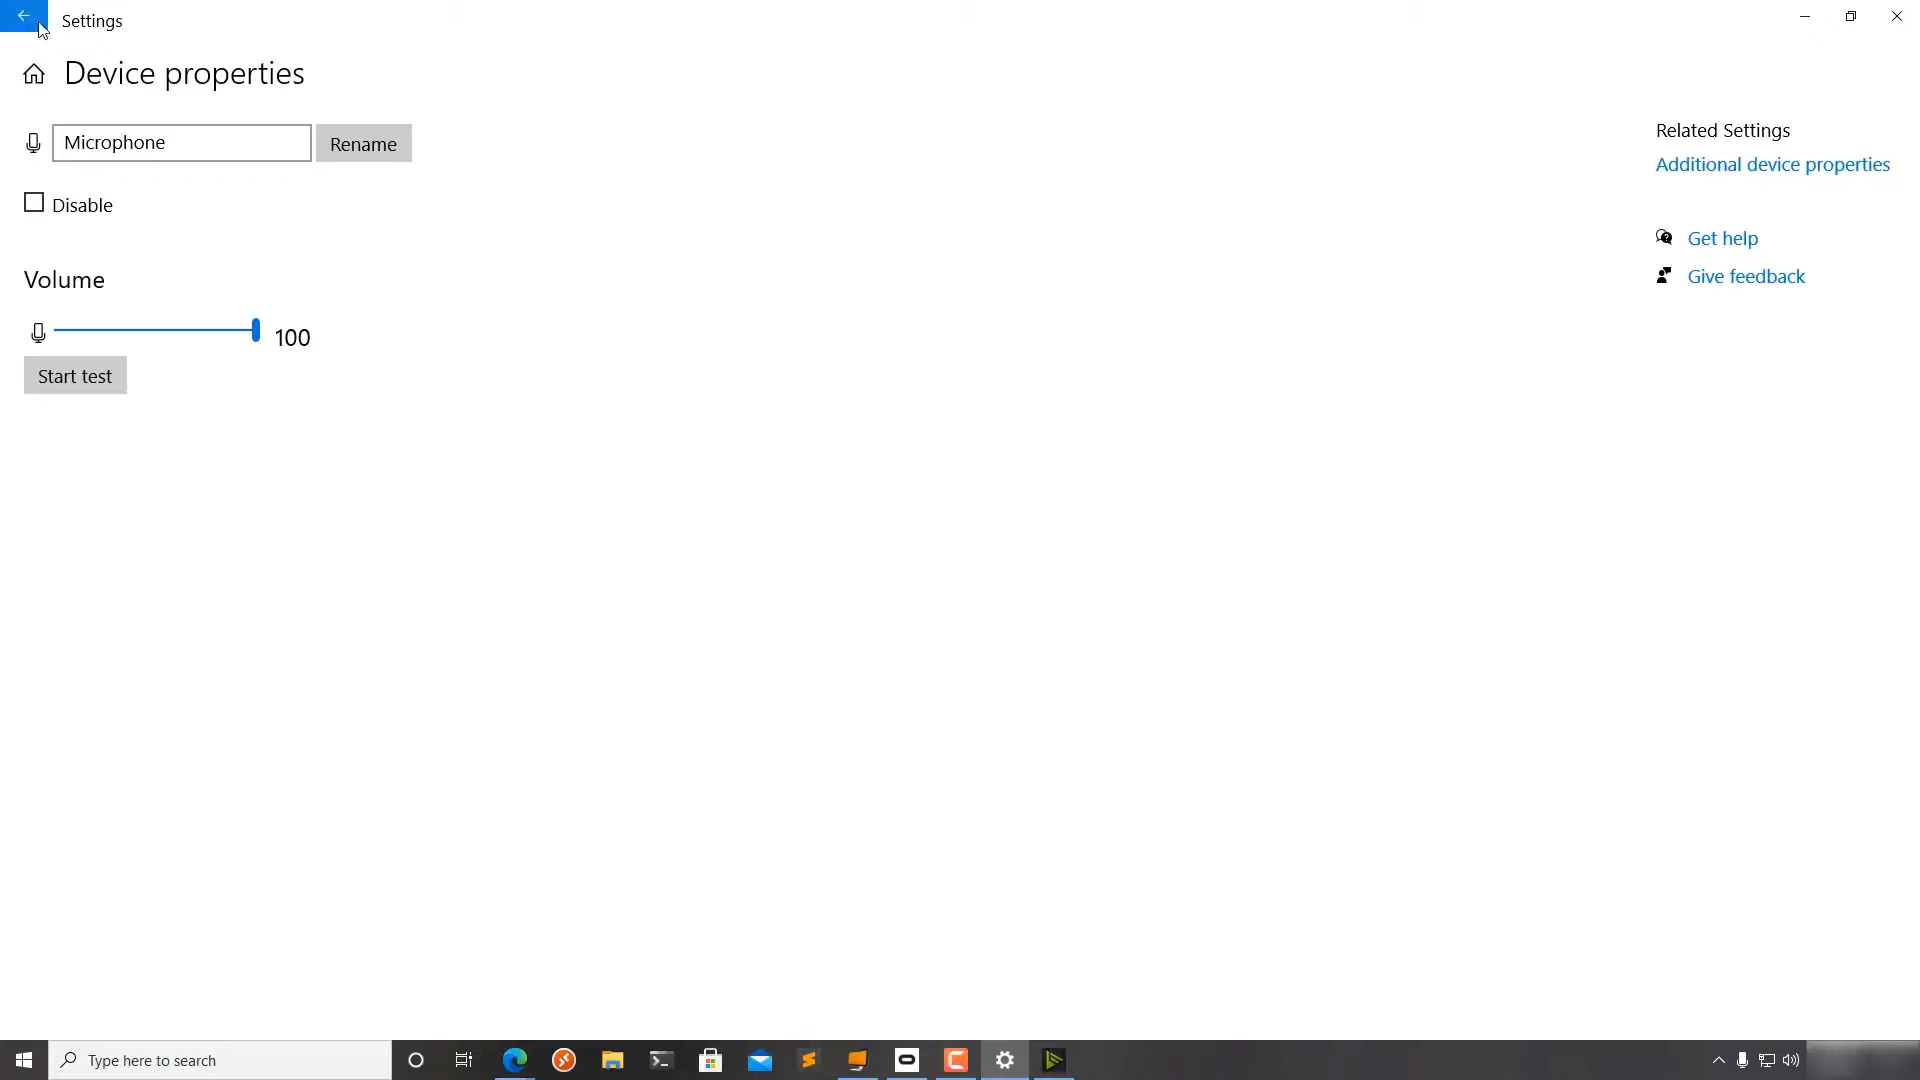 Settings
Device properties
Microphone
Rename
Disable
Volume
100
Start test
Related Settings
Additional device properties
Get help
Give feedback
Type here to search